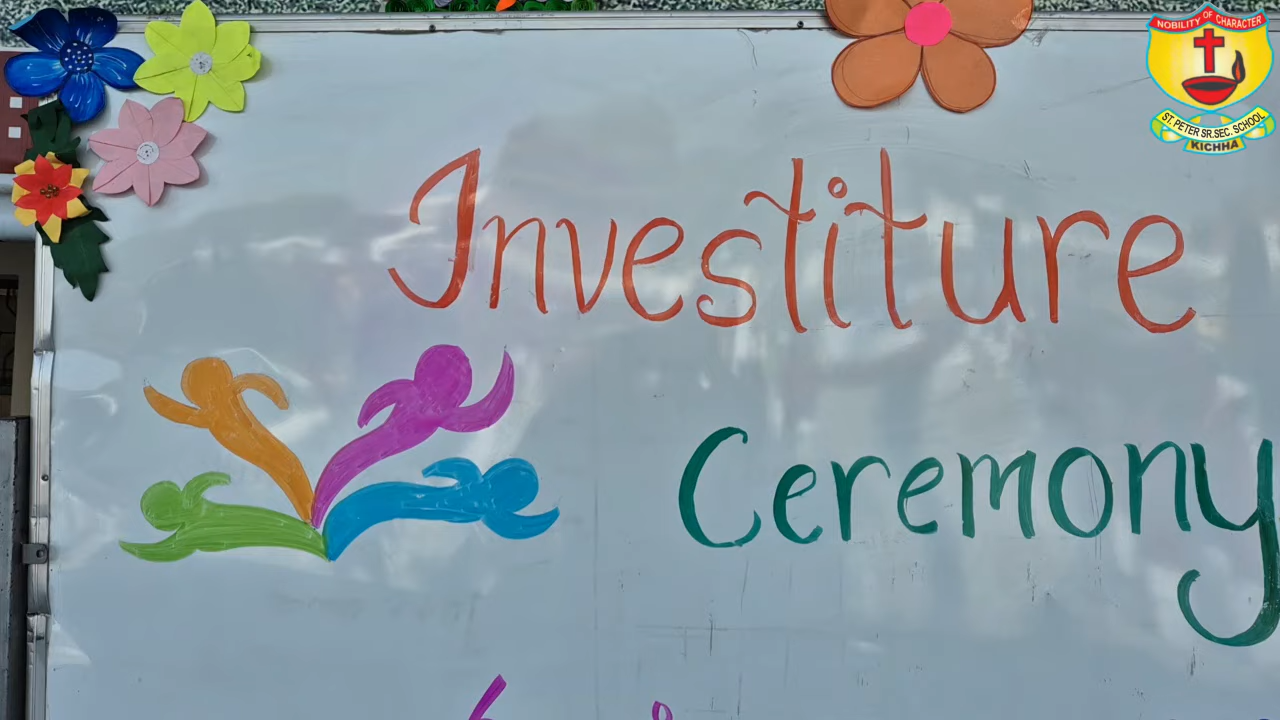 NOBILITY OF CHARACTER
ST. PETER SR.SEC. SCHOOL
KICHHA
Investiture
Ceremony